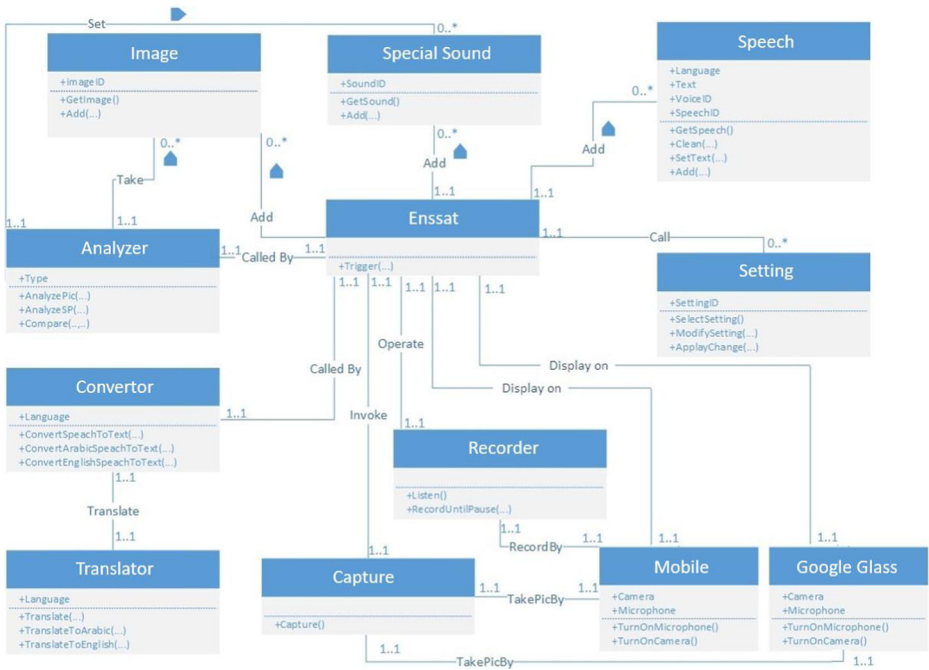 Set
0..*
Image
+ImageID
+GetImage()
+Add(...)
Special Sound
+SoundID
+GetSound()
+Add(...)
Speech
+Language
+Text
+VoiceID
+SpeechID
+GetSpeech()
+Clean(...)
+SetText(...)
+Add(...)
0..*
0..*
0..*
0..*
Add
Add
Take
Add
1..1
1..1
1..1
1..1
1..1
Analyzer
+Type
+AnalyzePic(...)
+AnalyzeSP(...)
+Compare(..,..)
1..1
Called By
1..1
Enssat
+Trigger(...)
Call
0..*
Setting
+SettingID
+SelectSetting()
+ModifySetting(...)
+ApplayChange(...)
1..1
1..1
1..1
1..1
1..1
Operate
Called By
Display on
Display on
Invoke
Convertor
+Language
+ConvertSpeachToText(...)
+ConvertArabicSpeachToText(...)
+ConvertEnglishSpeachToText(...)
1..1
1..1
Recorder
+Listen()
+RecordUntilPause(...)
1..1
Translate
1..1
1..1
RecordBy
1..1
1..1
1..1
1..1
Translator
+Language
+Translate(...)
+TranslateToArabic(...)
+TranslateToEnglish(...)
Capture
+Capture()
1..1
TakePicBy
1..1
Mobile
+Camera
+Microphone
+TurnOnMicrophone()
+TurnOnCamera()
Google Glass
+Camera
+Microphone
+TurnOnMicrophone()
+TurnOnCamera()
1..1
TakePicBy
1..1